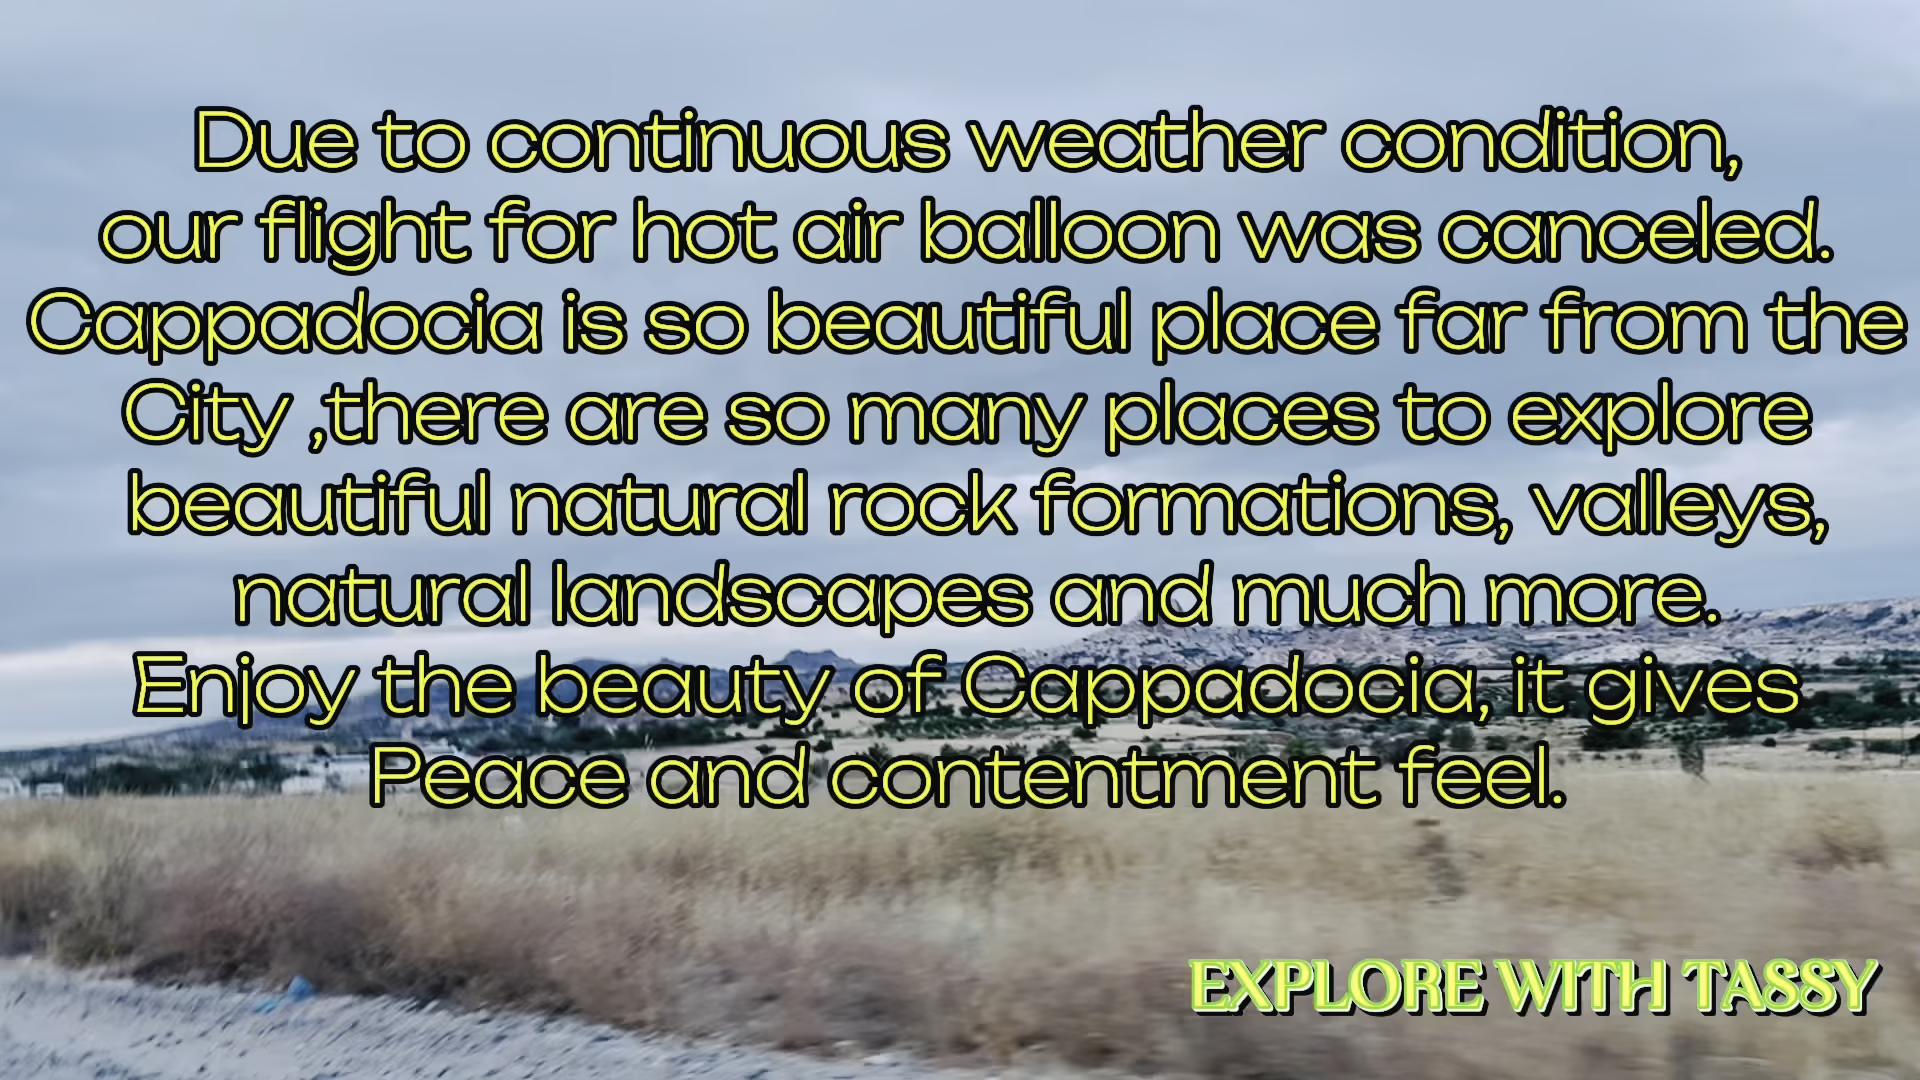 Due to continuous weather condition,
our flight for hot air balloon was canceled.
Cappadocia is so beautiful place far from the
City ,there are so many places to explore
beautiful natural rock formations, valleys,
natural landscapes and much more.
Enjoy the beauty of Cappadocia, it gives
Peace and contentment feel.
EXPLORE WITH TASSY